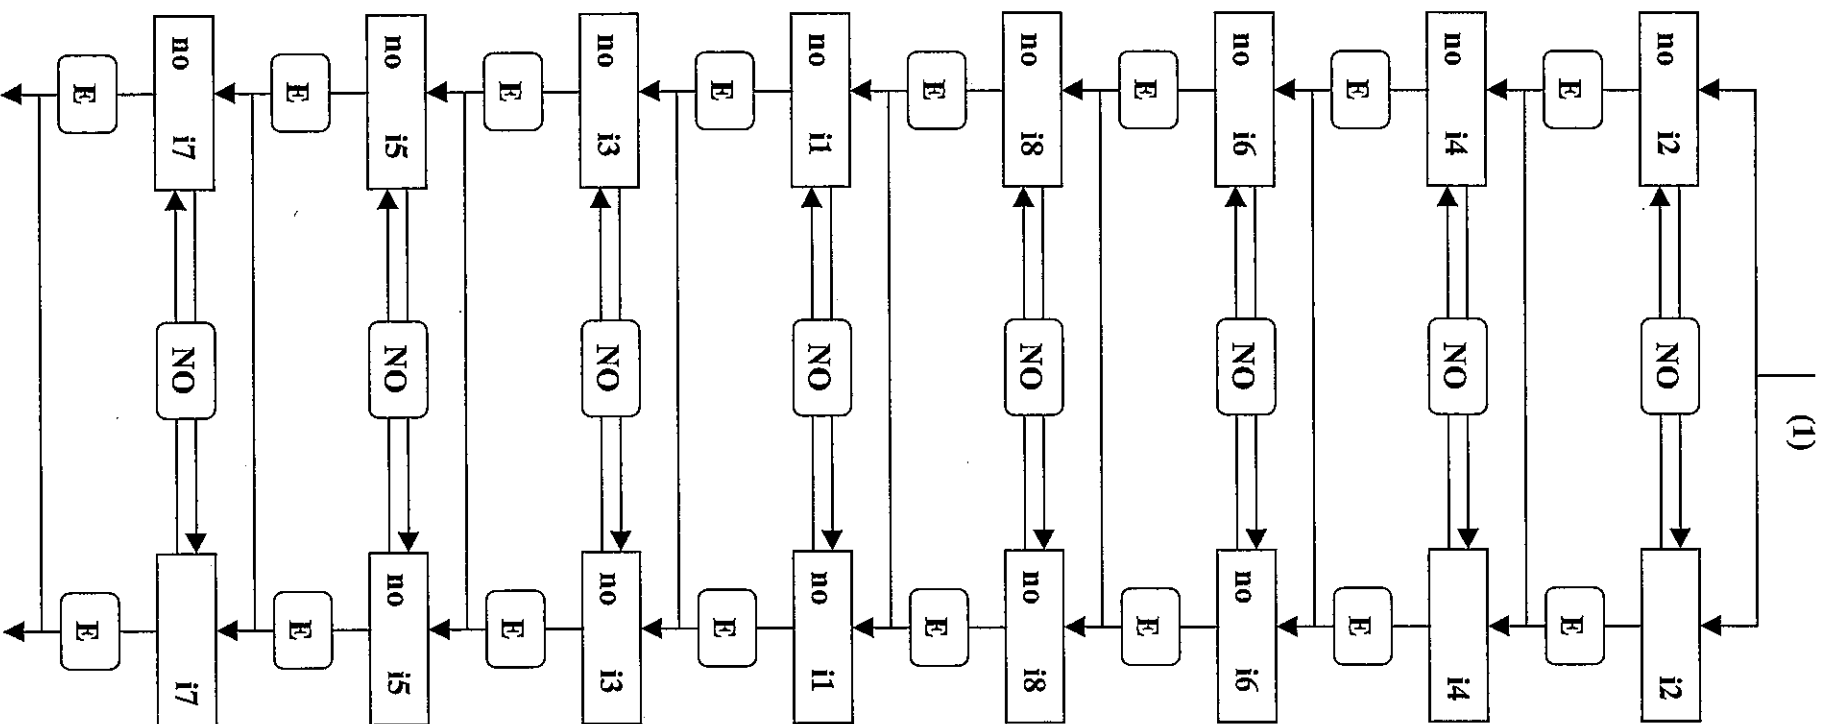 (1)
no i2 NO i2
E E
no i4 NO i4
E E
no i6 NO no i6
E E
no i8 NO no i8
E E
no i1 NO no i1
E E
no i3 NO no i3
E E
no i5 NO no i5
E E
no i7 NO i7
E E